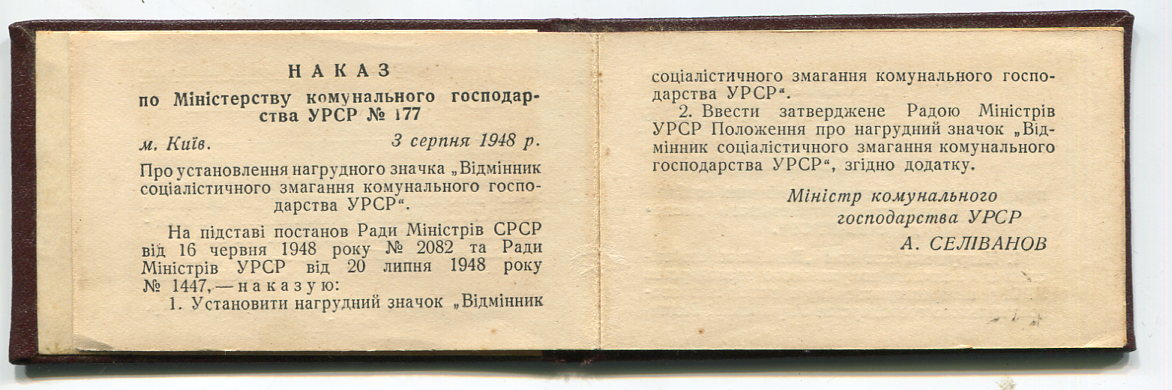 НАКАЗ
по Міністерству комунального господар-
ства УРСР № 177
м. Київ. 3 серпня 1948 р.
Про установлення нагрудного значка „Відмінник
соціалістичного змагання комунального госпо-
дарства УРСР“.
На підставі постанов Ради Міністрів СРСР
від 16 червня 1948 року № 2082 та Ради
Міністрів УРСР від 20 липня 1948 року
№ 1447,—наказую:
1. Установити нагрудний значок „Відмінник
соціалістичного змагання комунального госпо-
дарства УРСР“.
2. Ввести затверджене Радою Міністрів
УРСР Положення про нагрудний значок „Від-
мінник соціалістичного змагання комунального
господарства УРСР“, згідно додатку.
Міністр комунального
господарства УРСР
А. СЕЛІВАНОВ